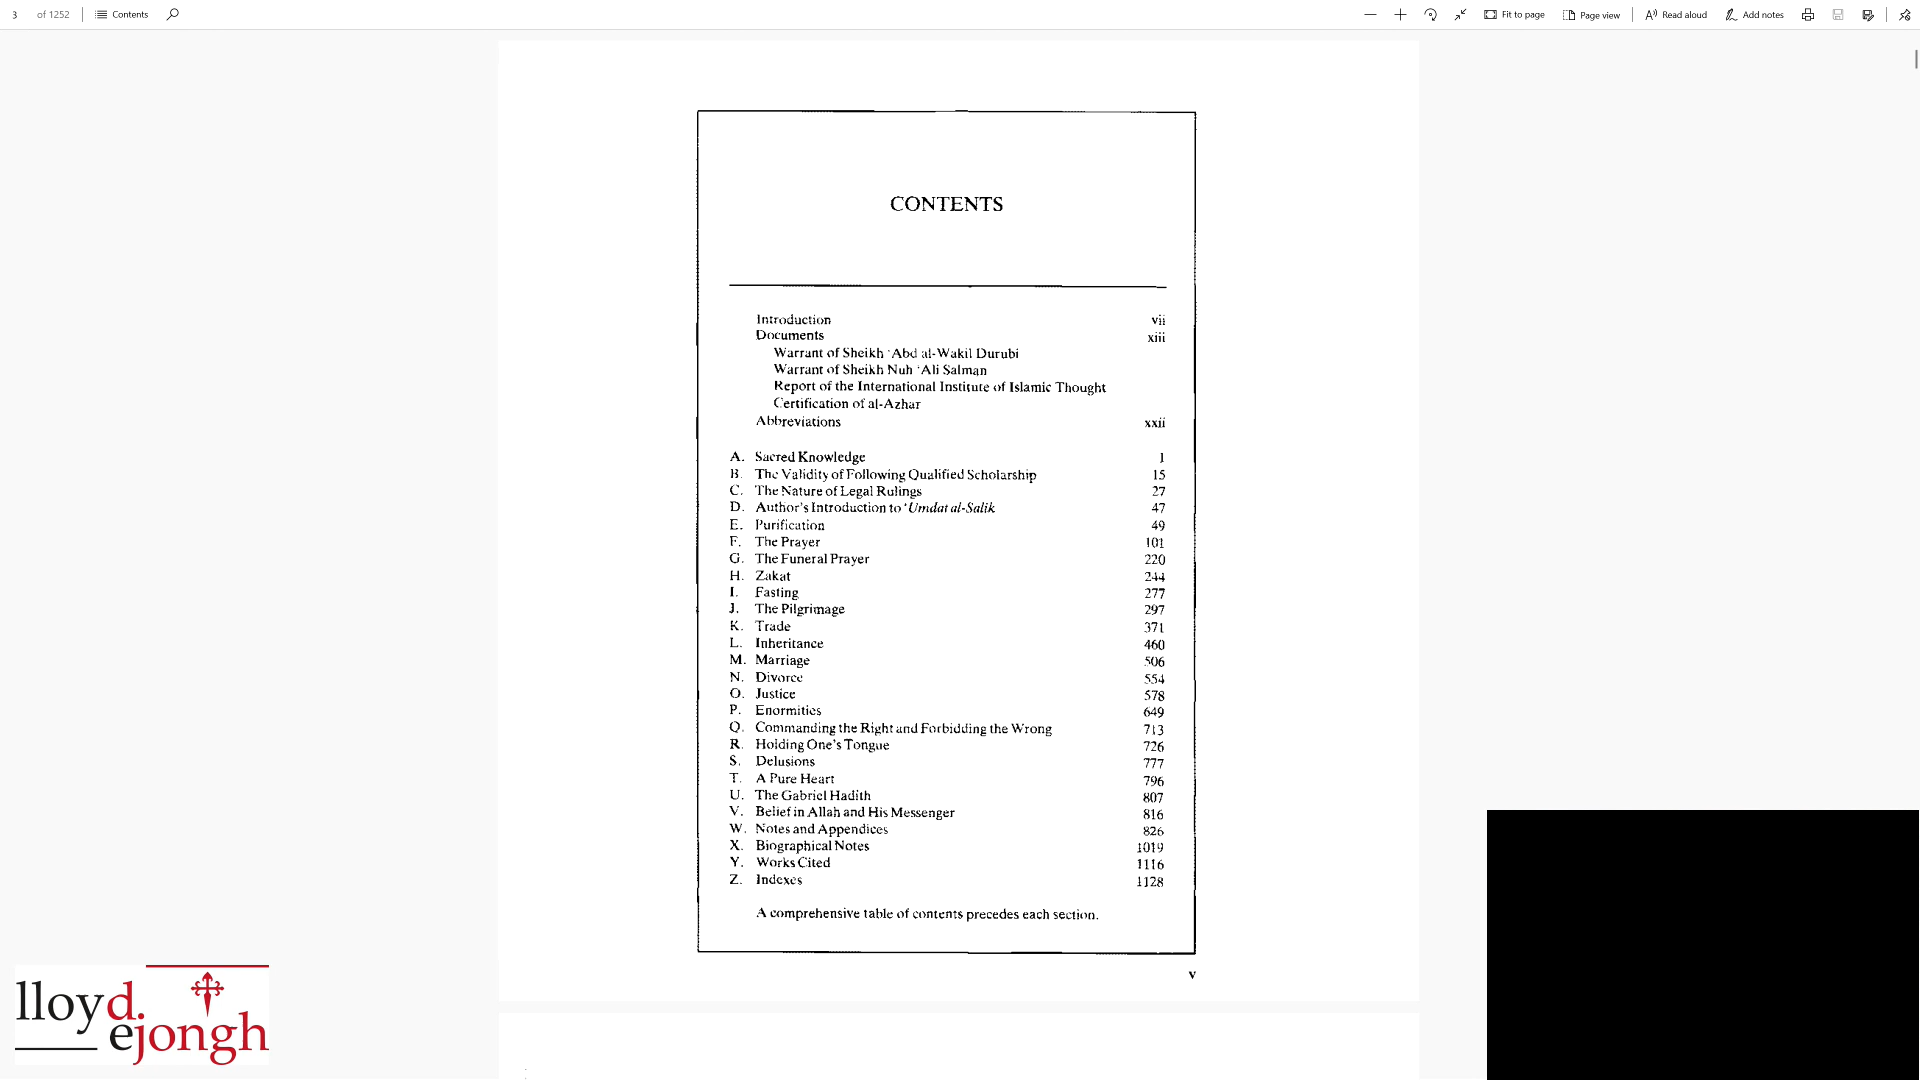 3 of 1252 Contents Fit to page Page view Read aloud Add notes
CONTENTS
Introduction vii
Documents xiii
Warrant of Sheikh ʻAbd al-Wakil Durubi
Warrant of Sheikh Nuh ʻAli Salman
Report of the International Institute of Islamic Thought
Certification of al-Azhar
Abbreviations xxii
A. Sacred Knowledge 1
B. The Validity of Following Qualified Scholarship 15
C. The Nature of Legal Rulings 27
D. Author's Introduction to ʻUmdat al-Salik 47
E. Purification 49
F. The Prayer 101
G. The Funeral Prayer 220
H. Zakat 244
I. Fasting 277
J. The Pilgrimage 297
K. Trade 371
L. Inheritance 460
M. Marriage 506
N. Divorce 554
O. Justice 578
P. Enormities 649
Q. Commanding the Right and Forbidding the Wrong 713
R. Holding One's Tongue 726
S. Delusions 777
T. A Pure Heart 796
U. The Gabriel Hadith 807
V. Belief in Allah and His Messenger 816
W. Notes and Appendices 826
X. Biographical Notes 1019
Y. Works Cited 1116
Z. Indexes 1128
A comprehensive table of contents precedes each section.
v
lloyd.
ejongh